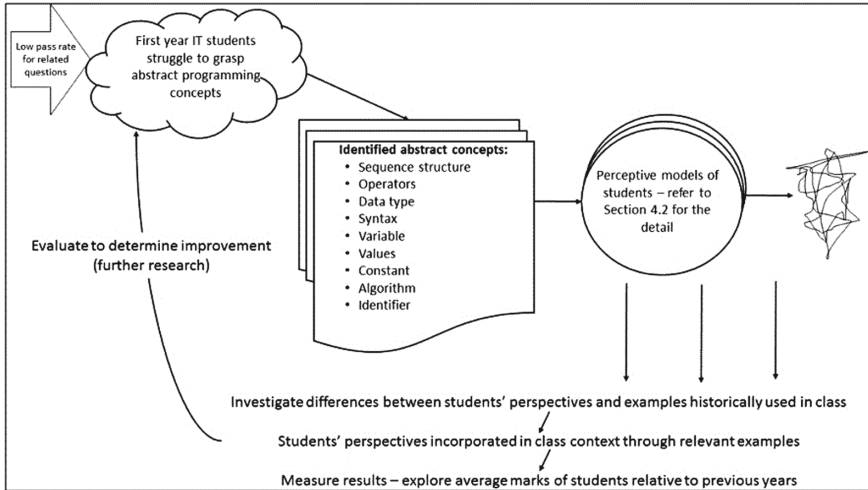 Low pass rate
for related
questions
First year IT students
struggle to grasp
abstract programming
concepts
Identified abstract concepts:
• Sequence structure
• Operators
• Data type
• Syntax
• Variable
• Values
• Constant
• Algorithm
• Identifier
Perceptive models of
students – refer to
Section 4.2 for the
detail
Evaluate to determine improvement
(further research)
Investigate differences between students' perspectives and examples historically used in class
Students' perspectives incorporated in class context through relevant examples
Measure results – explore average marks of students relative to previous years